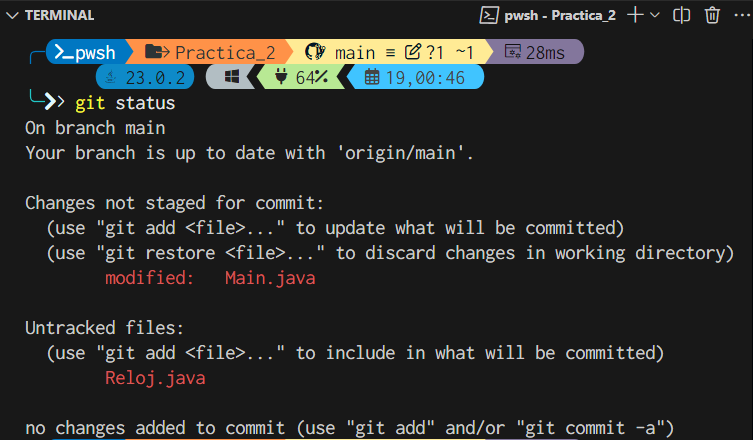 TERMINAL
pwsh - Practica_2
pwsh Practica_2 main ≡ ?1 ~1 28ms
23.0.2 64% 19,00:46
git status
On branch main
Your branch is up to date with 'origin/main'.
Changes not staged for commit:
(use "git add <file>..." to update what will be committed)
(use "git restore <file>..." to discard changes in working directory)
modified:   Main.java
Untracked files:
(use "git add <file>..." to include in what will be committed)
Reloj.java
no changes added to commit (use "git add" and/or "git commit -a")